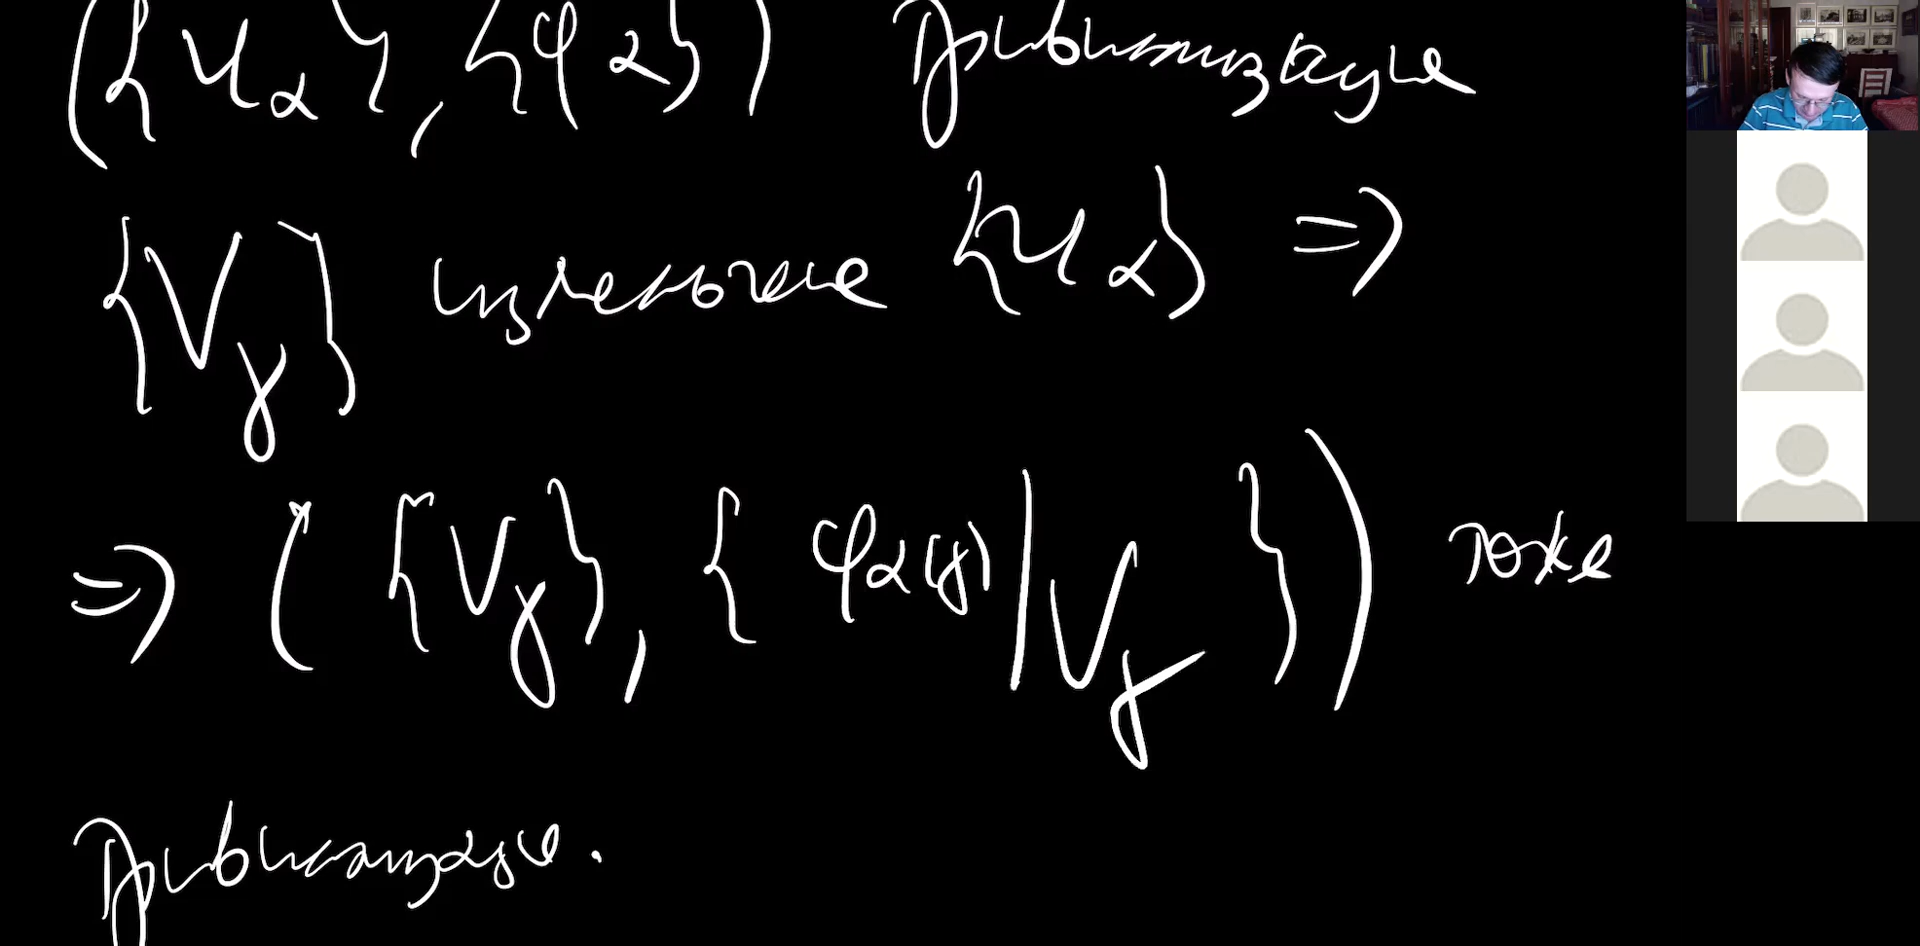 ({U_α}, {φ_α}) тривиализация
{V_γ} измельчение {U_α} ⇒
⇒ ({V_γ}, {φ_α(γ)|V_γ}) тоже
тривиализация.